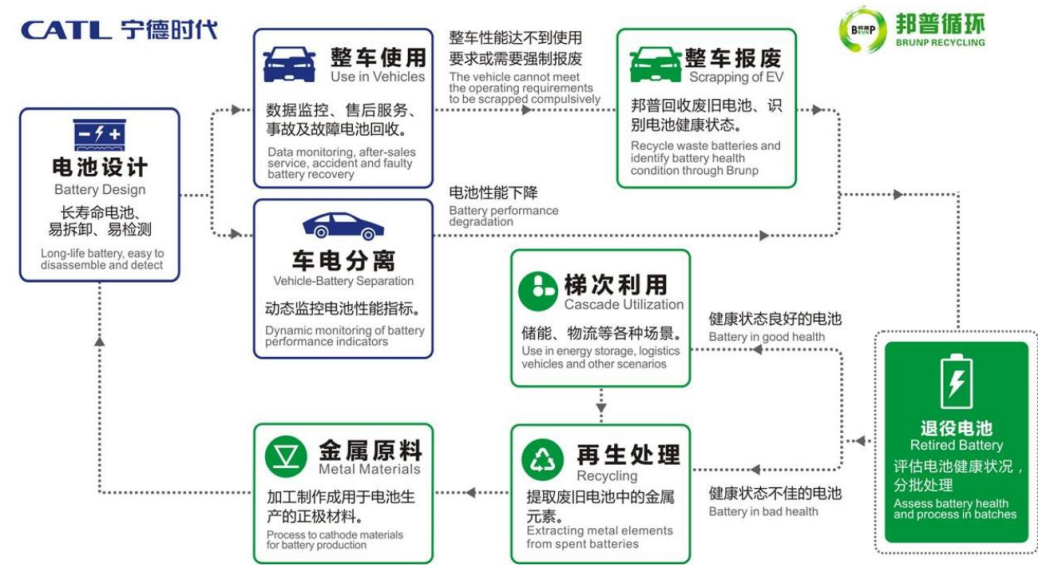 CATL 宁德时代
BRUNP
邦普循环
BRUNP RECYCLING
电池设计
Battery Design
长寿命电池、
易拆卸、易检测
Long-life battery, easy to
disassemble and detect
整车使用
Use in Vehicles
数据监控、售后服务、
事故及故障电池回收。
Data monitoring, after-sales
service, accident and faulty
battery recovery
整车性能达不到使用
要求或需要强制报废
The vehicle cannot meet
the operating requirements
to be scrapped compulsively
整车报废
Scrapping of EV
邦普回收废旧电池、识
别电池健康状态。
Recycle waste batteries and
identify battery health
condition through Brunp
车电分离
Vehicle-Battery Separation
动态监控电池性能指标。
Dynamic monitoring of battery
performance indicators
电池性能下降
Battery performance
degradation
退役电池
Retired Battery
评估电池健康状况，
分批处理
Assess battery health
and process in batches
健康状态良好的电池
Battery in good health
梯次利用
Cascade Utilization
储能、物流等各种场景。
Use in energy storage, logistics
vehicles and other scenarios
健康状态不佳的电池
Battery in bad health
再生处理
Recycling
提取废旧电池中的金属
元素。
Extracting metal elements
from spent batteries
金属原料
Metal Materials
加工制作成用于电池生
产的正极材料。
Process to cathode materials
for battery production